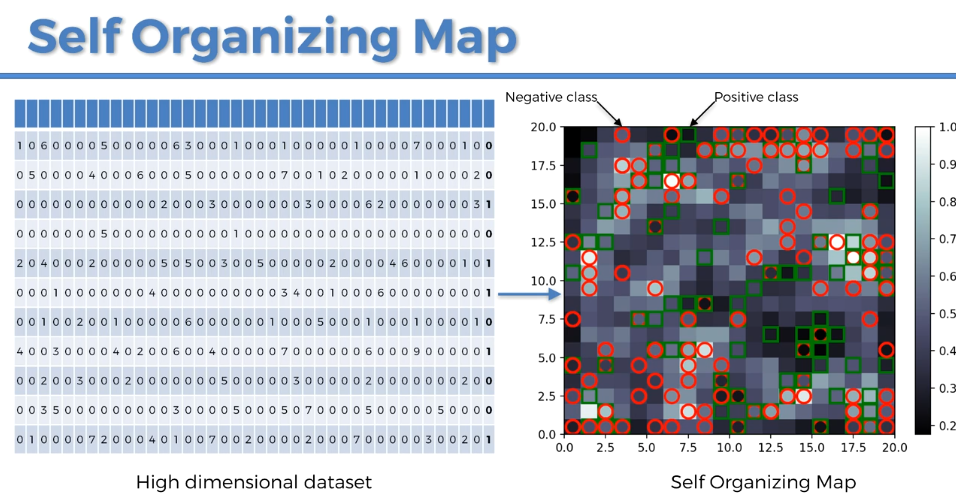 Self Organizing Map
Negative class
Positive class
1 0 6 0 0 0 0 5 0 0 0 0 0 6 3 0 0 0 1 0 0 0 1 0 0 0 0 0 1 0 0 0 0 7 0 0 0 1 0 0
0 5 0 0 0 0 4 0 0 0 6 0 0 0 5 0 0 0 0 0 0 0 7 0 0 1 0 2 0 0 0 0 0 1 0 0 0 0 2 0
0 0 0 0 0 0 0 0 0 0 0 0 2 0 0 0 3 0 0 0 0 0 0 0 3 0 0 0 0 6 2 0 0 0 0 0 0 0 3 1
0 0 0 0 0 0 0 5 0 0 0 0 0 0 0 0 0 0 1 0 0 0 0 0 0 0 0 0 0 0 0 0 0 0 0 0 0 0 0 0
2 0 4 0 0 0 2 0 0 0 0 0 5 0 5 0 0 3 0 0 5 0 0 0 0 0 2 0 0 0 0 4 6 0 0 0 0 1 0 1
0 0 0 1 0 0 0 0 0 0 0 4 0 0 0 0 0 0 0 0 0 0 3 4 0 0 1 0 0 0 6 0 0 0 0 0 0 0 0 1
0 0 1 0 0 2 0 0 1 0 0 0 0 0 6 0 0 0 0 0 0 1 0 0 0 5 0 0 0 1 0 0 0 1 0 0 0 0 1 0
4 0 0 3 0 0 0 0 4 0 2 0 0 6 0 0 4 0 0 0 0 0 7 0 0 0 0 0 0 6 0 0 0 9 0 0 0 0 0 1
0 0 2 0 0 3 0 0 0 2 0 0 0 0 0 0 0 5 0 0 0 0 0 3 0 0 0 0 0 2 0 0 0 0 0 0 0 0 2 0
0 0 3 5 0 0 0 0 0 0 0 0 0 3 0 0 0 0 5 0 0 0 5 0 7 0 0 0 0 5 0 0 0 0 0 5 0 0 0 0
0 1 0 0 0 0 7 2 0 0 0 4 0 1 0 0 7 0 0 2 0 0 0 0 2 0 0 0 7 0 0 0 0 0 3 0 0 2 0 1
20.0
17.5
15.0
12.5
10.0
7.5
5.0
2.5
0.0
0.0 2.5 5.0 7.5 10.0 12.5 15.0 17.5 20.0
1.0
0.9
0.8
0.7
0.6
0.5
0.4
0.3
0.2
High dimensional dataset
Self Organizing Map